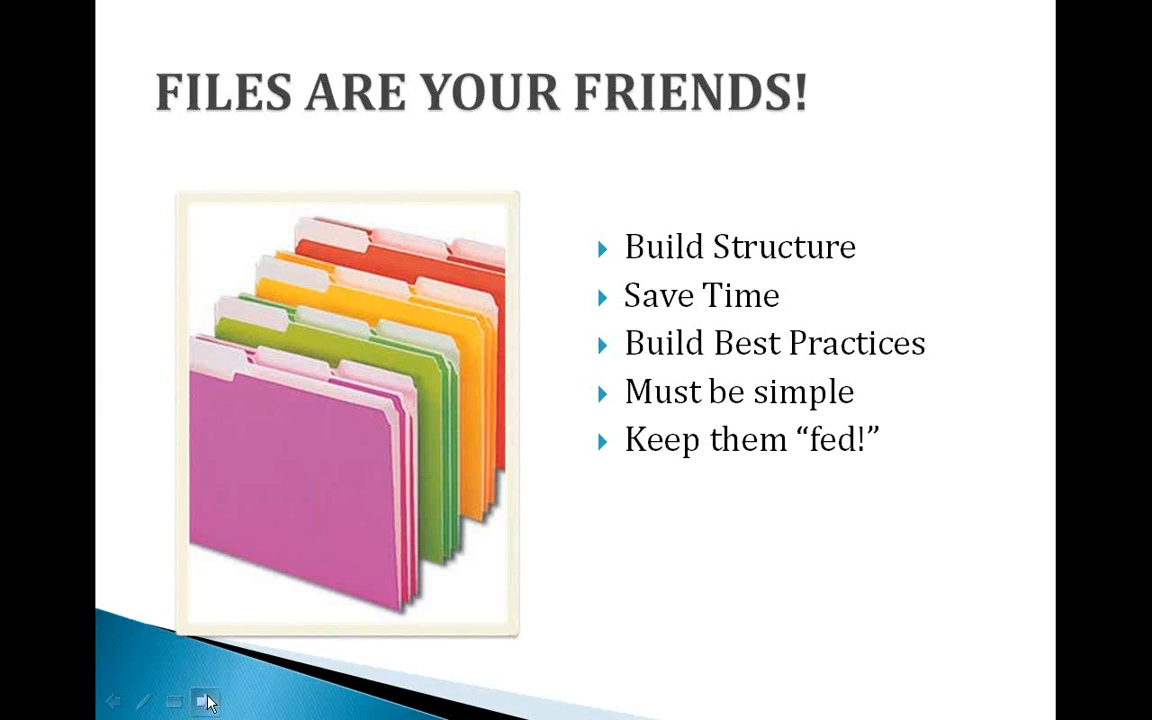 FILES ARE YOUR FRIENDS!
Build Structure
Save Time
Build Best Practices
Must be simple
Keep them “fed!”